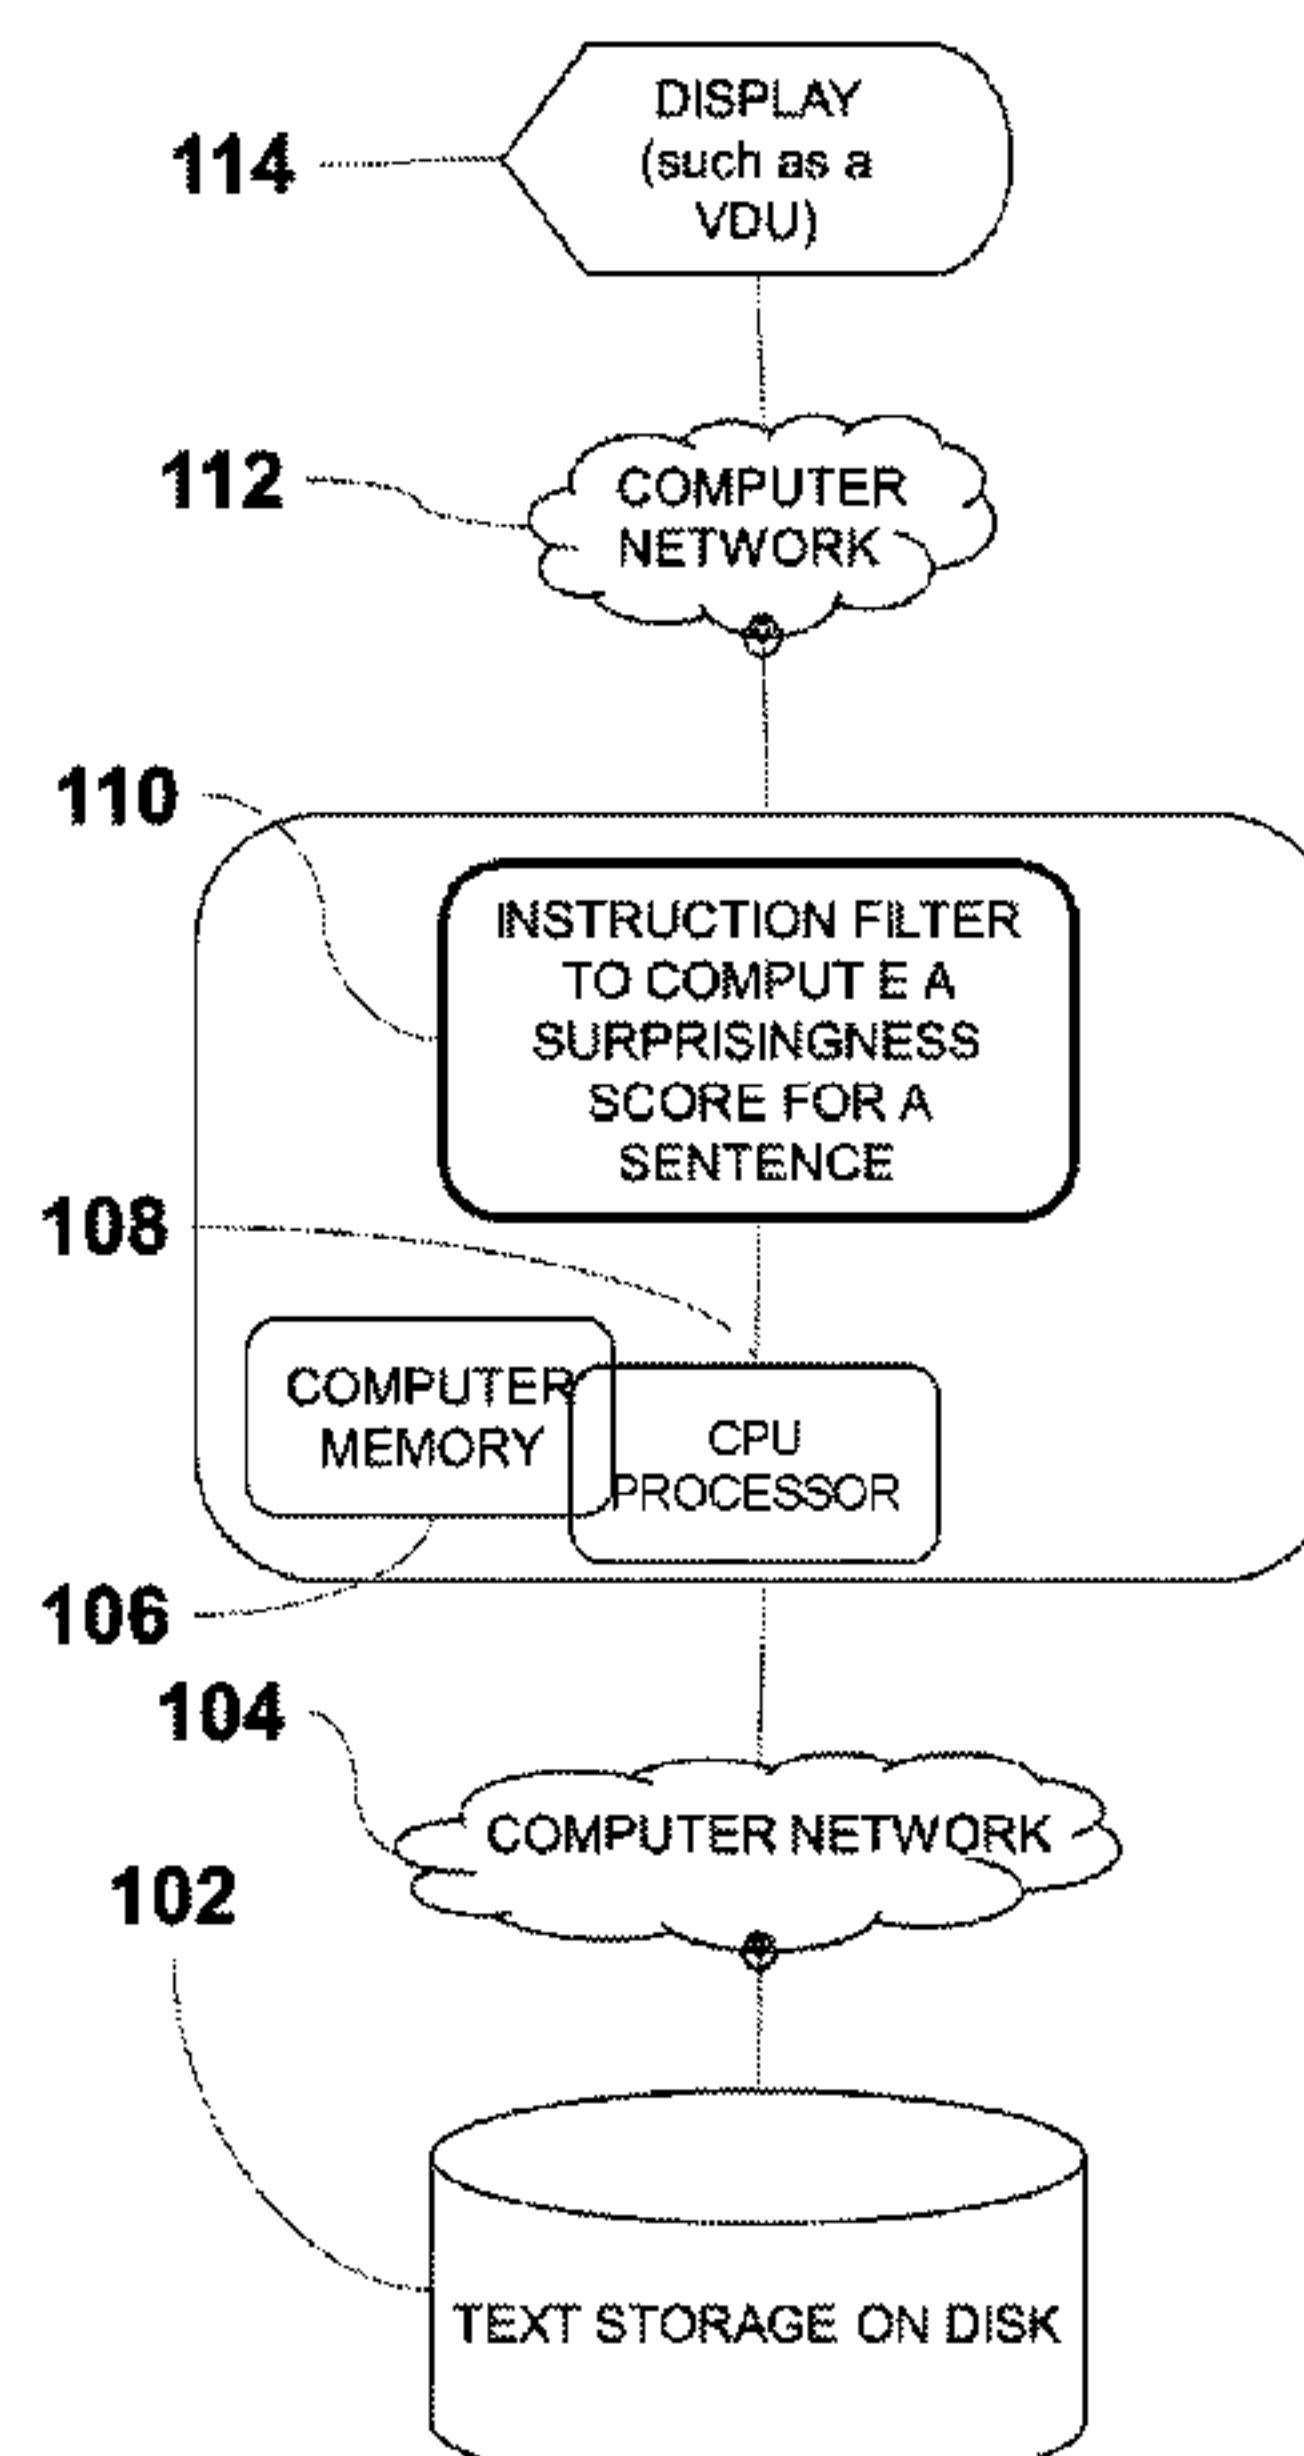 114
DISPLAY
(such as a
VDU)
112
COMPUTER
NETWORK
110
INSTRUCTION FILTER
TO COMPUT E A
SURPRISINGNESS
SCORE FOR A
SENTENCE
108
COMPUTER
MEMORY
CPU
PROCESSOR
106
104
COMPUTER NETWORK
102
TEXT STORAGE ON DISK